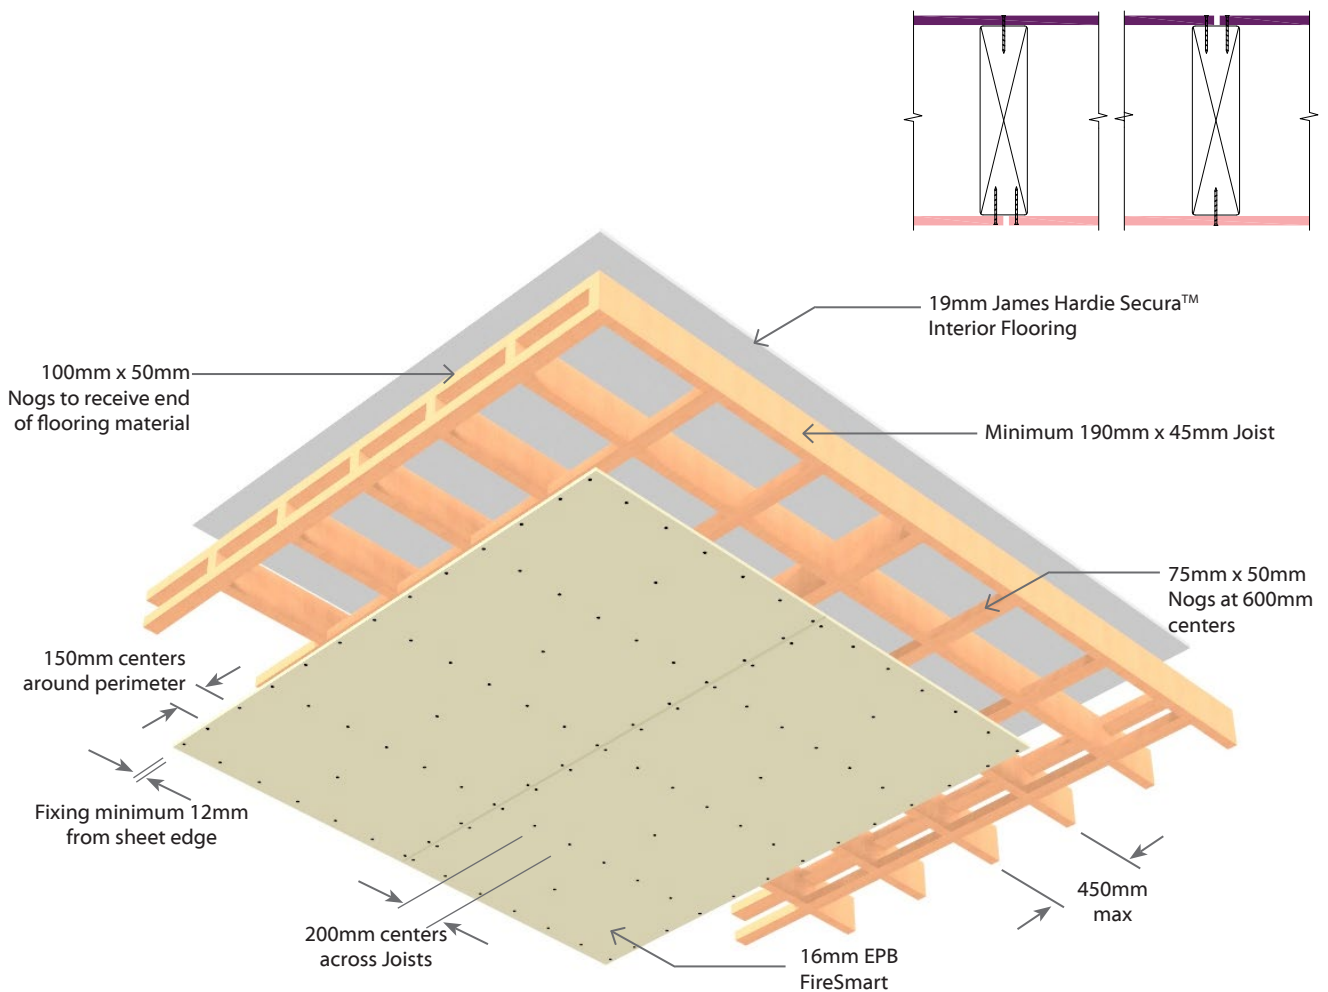 19mm James Hardie Secura™
Interior Flooring
100mm x 50mm
Nogs to receive end
of flooring material
Minimum 190mm x 45mm Joist
75mm x 50mm
Nogs at 600mm
centers
150mm centers
around perimeter
Fixing minimum 12mm
from sheet edge
450mm
max
200mm centers
across Joists
16mm EPB
FireSmart